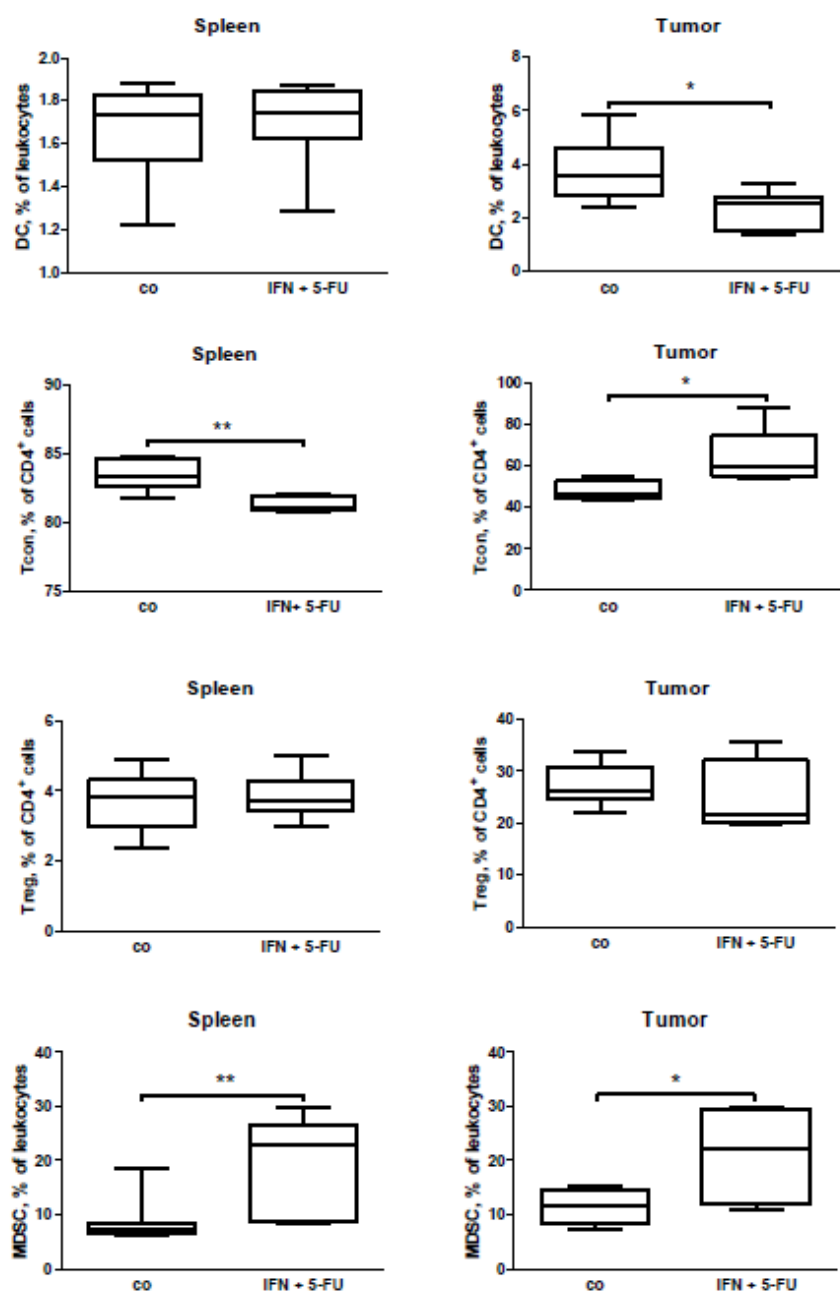 Spleen
DC, % of leukocytes
2.0
1.8
1.6
1.4
1.2
1.0
co
IFN + 5-FU
Tumor
DC, % of leukocytes
8
6
4
2
0
*
co
IFN + 5-FU
Spleen
Tcon, % of CD4⁺ cells
90
85
80
75
**
co
IFN+ 5-FU
Tumor
Tcon, % of CD4⁺ cells
100
80
60
40
20
0
*
co
IFN + 5-FU
Spleen
Treg, % of CD4⁺ cells
6
4
2
0
co
IFN + 5-FU
Tumor
Treg, % of CD4⁺ cells
40
30
20
10
0
co
IFN + 5-FU
Spleen
MDSC, % of leukocytes
40
30
20
10
0
**
co
IFN + 5-FU
Tumor
MDSC, % of leukocytes
40
30
20
10
0
*
co
IFN + 5-FU